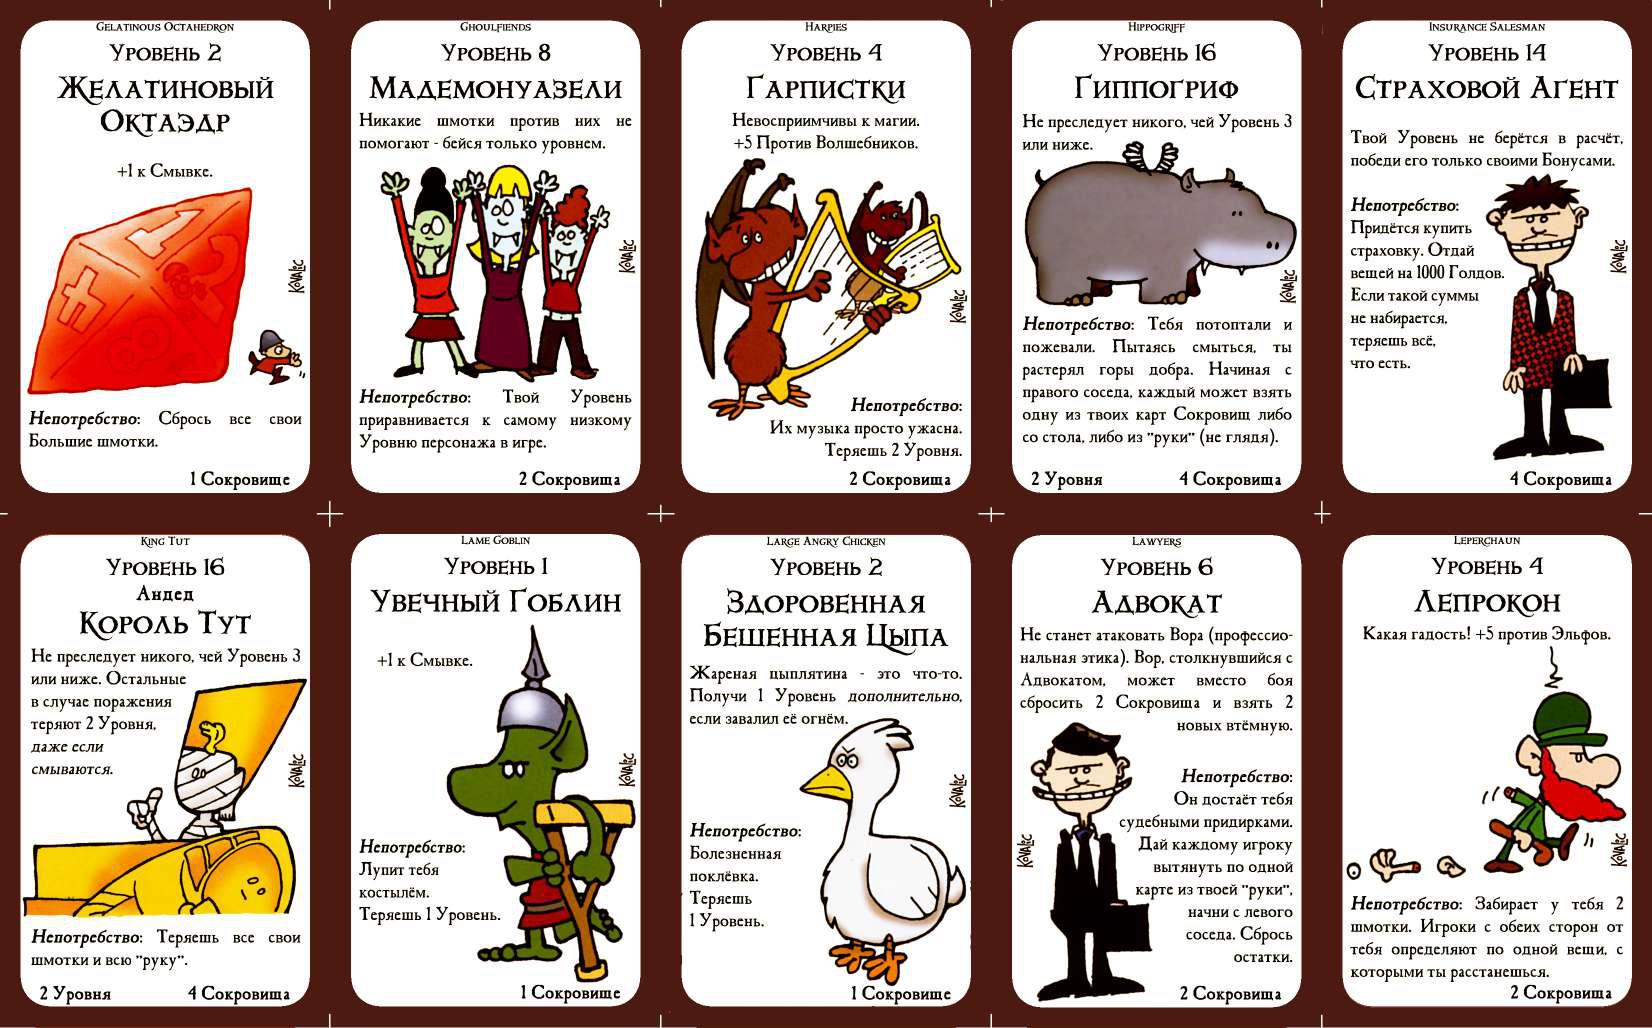 Gelatinous Octahedron
Уровень 2
Желатиновый
Октаэдр
+1 к Смывке.
Kovalic
Непотребство: Сбрось все свои
Большие шмотки.
1 Сокровище
Ghoulfiends
Уровень 8
Мадемонуазели
Никакие шмотки против них не
помогают - бейся только уровнем.
Kovalic
Непотребство: Твой Уровень
приравнивается к самому низкому
Уровню персонажа в игре.
2 Сокровища
Harpies
Уровень 4
Гарпистки
Невосприимчивы к магии.
+5 Против Волшебников.
Kovalic
Непотребство:
Их музыка просто ужасна.
Теряешь 2 Уровня.
2 Сокровища
Hippogriff
Уровень 16
Гиппогриф
Не преследует никого, чей Уровень 3
или ниже.
Kovalic
Непотребство: Тебя потоптали и
пожевали. Пытаясь смыться, ты
растерял горы добра. Начиная с
правого соседа, каждый может взять
одну из твоих карт Сокровищ либо
со стола, либо из "руки" (не глядя).
2 Уровня 4 Сокровища
Insurance Salesman
Уровень 14
Страховой Агент
Твой Уровень не берётся в расчёт,
победи его только своими Бонусами.
Непотребство:
Придётся купить
страховку. Отдай
вещей на 1000 Голдов.
Если такой суммы
не набирается,
теряешь всё,
что есть.
Kovalic
4 Сокровища
King Tut
Уровень 16
Андед
Король Тут
Не преследует никого, чей Уровень 3
или ниже. Остальные
в случае поражения
теряют 2 Уровня,
даже если
смываются.
Kovalic
Непотребство: Теряешь все свои
шмотки и всю "руку".
2 Уровня 4 Сокровища
Lame Goblin
Уровень 1
Увечный Гоблин
+1 к Смывке.
Kovalic
Непотребство:
Лупит тебя
костылём.
Теряешь 1 Уровень.
1 Сокровище
Large Angry Chicken
Уровень 2
Здоровенная
Бешенная Цыпа
Жареная цыплятина - это что-то.
Получи 1 Уровень дополнительно,
если завалил её огнём.
Kovalic
Непотребство:
Болезненная
поклёвка.
Теряешь
1 Уровень.
1 Сокровище
Lawyers
Уровень 6
Адвокат
Не станет атаковать Вора (профессио-
нальная этика). Вор, столкнувшийся с
Адвокатом, может вместо боя
сбросить 2 Сокровища и взять 2
новых втёмную.
Kovalic
Непотребство:
Он достаёт тебя
судебными придирками.
Дай каждому игроку
вытянуть по одной
карте из твоей "руки",
начни с левого
соседа. Сбрось
остатки.
2 Сокровища
Leperchaun
Уровень 4
Лепрокон
Какая гадость! +5 против Эльфов.
Kovalic
Непотребство: Забирает у тебя 2
шмотки. Игроки с обеих сторон от
тебя определяют по одной вещи, с
которыми ты расстанешься.
2 Сокровища